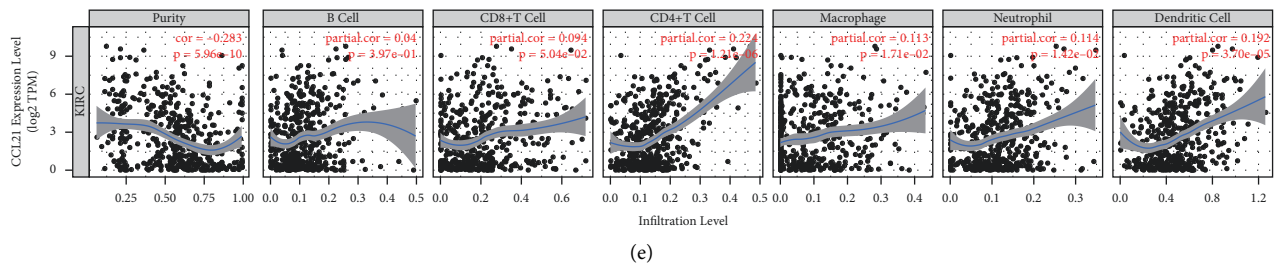 Purity
B Cell
CD8+T Cell
CD4+T Cell
Macrophage
Neutrophil
Dendritic Cell
cor = −0.283
p = 5.96e−10
partial.cor = 0.04
p = 3.97e−01
partial.cor = 0.094
p = 5.04e−02
partial.cor = 0.224
p = 1.21e−06
partial.cor = 0.113
p = 1.71e−02
partial.cor = 0.114
p = 1.42e−02
partial.cor = 0.192
p = 3.70e−05
CCL21 Expression Level
(log2 TPM)
9
6
3
0
KIRC
0.25 0.50 0.75 1.00
0.0 0.1 0.2 0.3 0.4 0.5
0.0 0.2 0.4 0.6
0.0 0.1 0.2 0.3 0.4 0.5
0.0 0.1 0.2 0.3 0.4
0.0 0.1 0.2 0.3
0.0 0.4 0.8 1.2
Infiltration Level
(e)